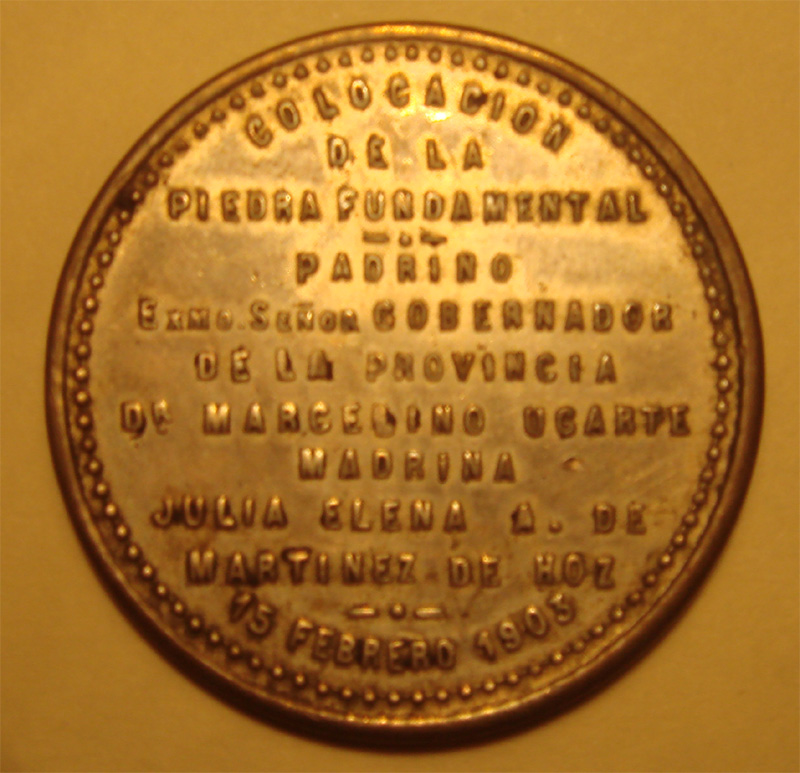 COLOCACION
DE LA
PIEDRA FUNDAMENTAL
PADRINO
EXMO. SEÑOR GOBERNADOR
DE LA PROVINCIA
Dr MARCELINO UGARTE
MADRINA
JULIA ELENA A. DE
MARTINEZ DE HOZ
15 FEBRERO 1903